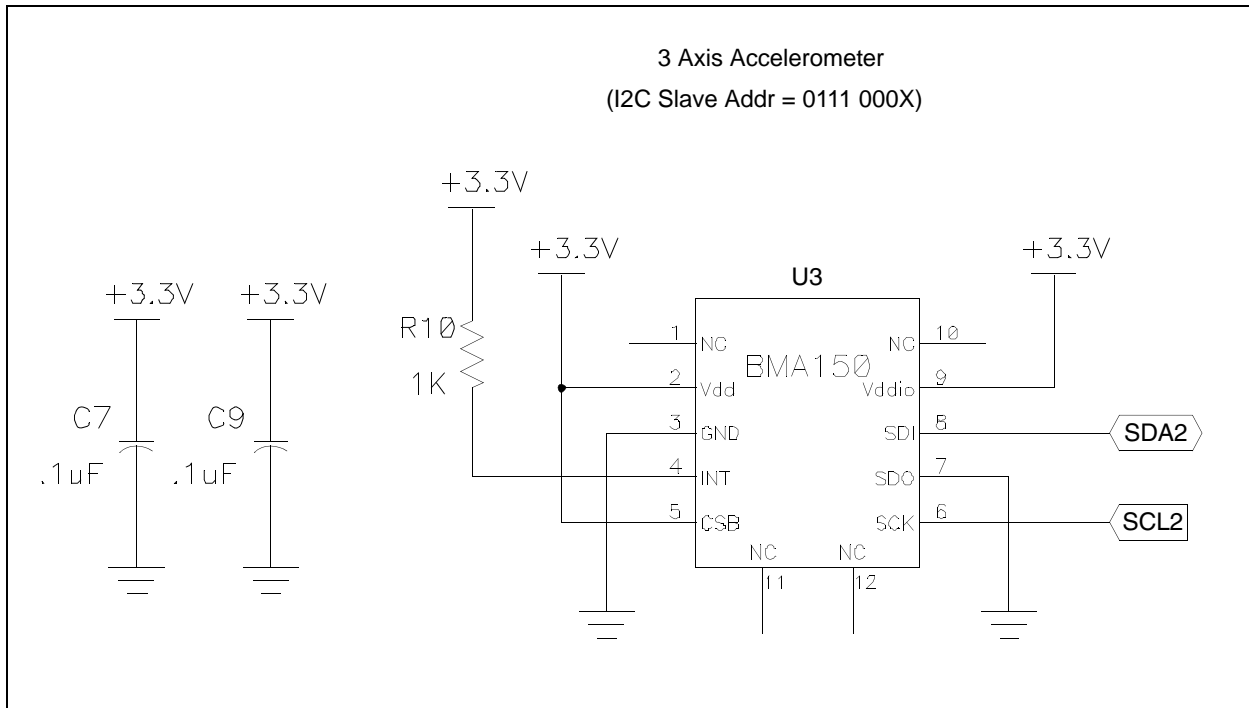 3 Axis Accelerometer
(I2C Slave Addr = 0111 000X)
+3.3V
+3.3V
+3.3V
U3
+3.3V
+3.3V
R10
1K
1
NC
NC
10
BMA150
2
Vdd
Vddio
9
C7
.1uF
C9
.1uF
3
GND
SDI
8
SDA2
4
INT
SDO
7
5
CSB
SCK
6
SCL2
NC
NC
11
12